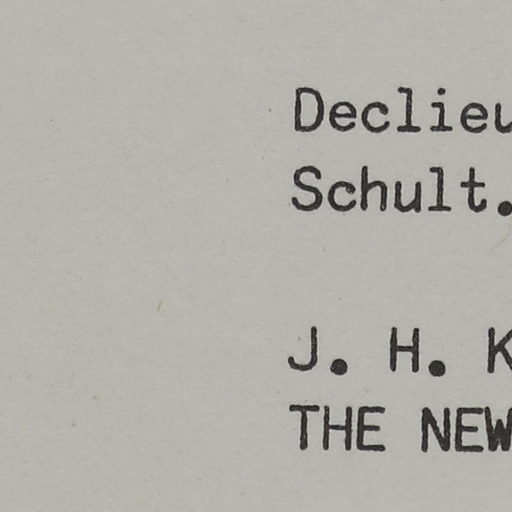 Declieu
Schult.
J. H. K
THE NEW